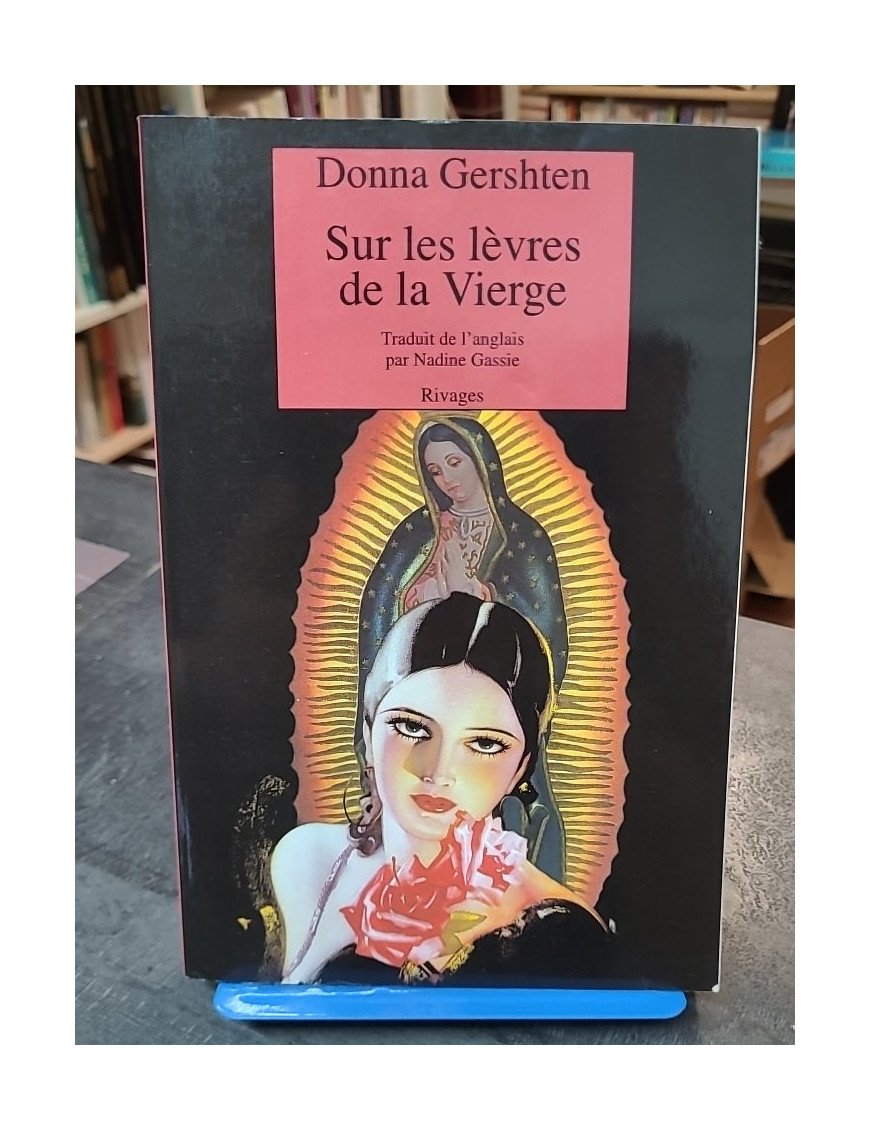 Donna Gershten
Sur les lèvres
de la Vierge
Traduit de l'anglais
par Nadine Gassie
Rivages